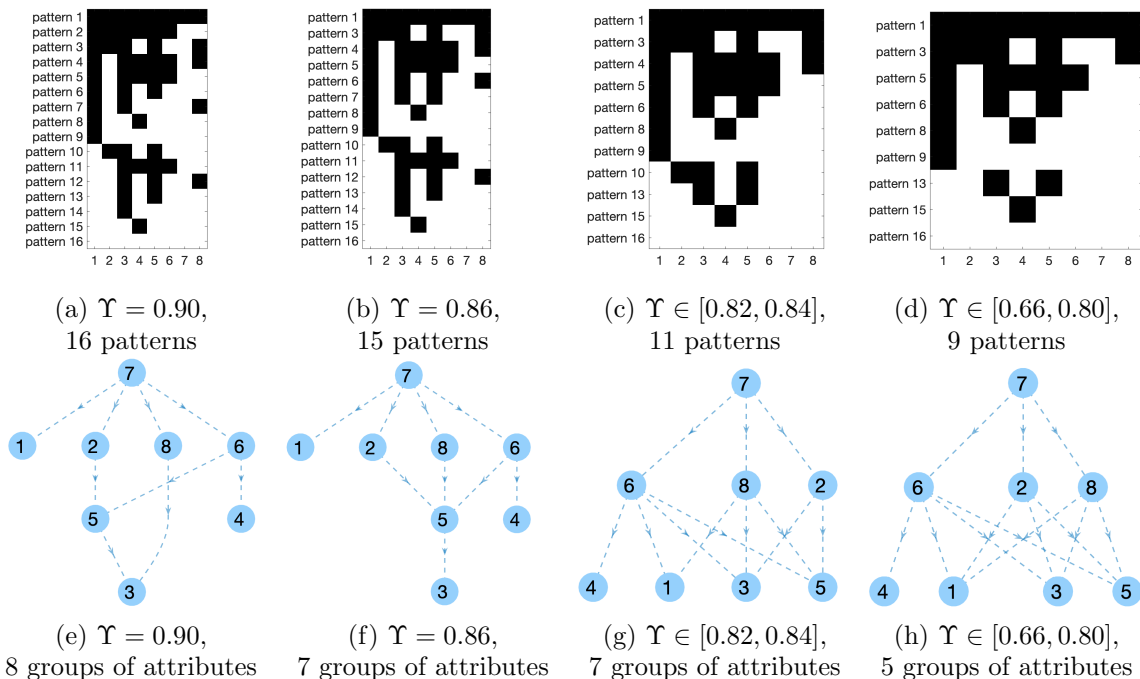 pattern 1
pattern 2
pattern 3
pattern 4
pattern 5
pattern 6
pattern 7
pattern 8
pattern 9
pattern 10
pattern 11
pattern 12
pattern 13
pattern 14
pattern 15
pattern 16
1 2 3 4 5 6 7 8
pattern 1
pattern 3
pattern 4
pattern 5
pattern 6
pattern 7
pattern 8
pattern 9
pattern 10
pattern 11
pattern 12
pattern 13
pattern 14
pattern 15
pattern 16
1 2 3 4 5 6 7 8
pattern 1
pattern 3
pattern 4
pattern 5
pattern 6
pattern 8
pattern 9
pattern 10
pattern 13
pattern 15
pattern 16
1 2 3 4 5 6 7 8
pattern 1
pattern 3
pattern 5
pattern 6
pattern 8
pattern 9
pattern 13
pattern 15
pattern 16
1 2 3 4 5 6 7 8
(a) ϒ = 0.90,
16 patterns
(b) ϒ = 0.86,
15 patterns
(c) ϒ ∈ [0.82, 0.84],
11 patterns
(d) ϒ ∈ [0.66, 0.80],
9 patterns
7
1 2 8 6
5 4
3
7
1 2 8 6
5 4
3
7
6 8 2
4 1 3 5
7
6 2 8
4 1 3 5
(e) ϒ = 0.90,
8 groups of attributes
(f) ϒ = 0.86,
7 groups of attributes
(g) ϒ ∈ [0.82, 0.84],
7 groups of attributes
(h) ϒ ∈ [0.66, 0.80],
5 groups of attributes